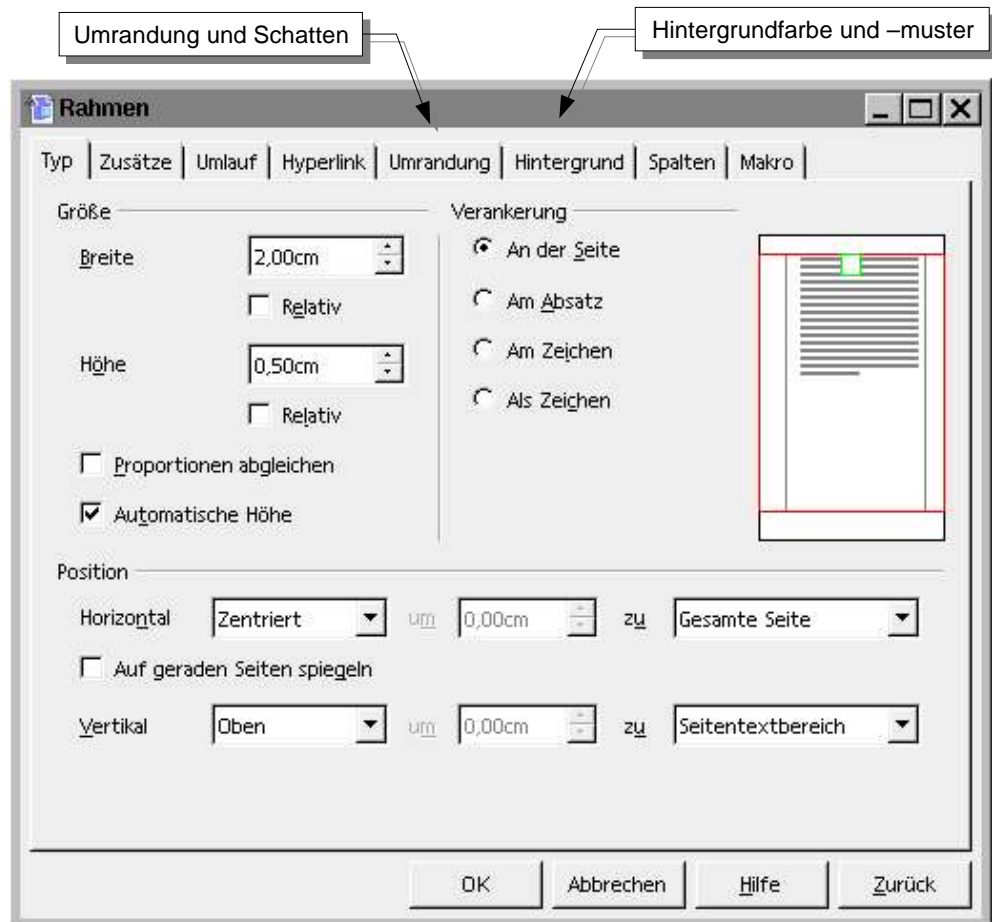 Umrandung und Schatten
Hintergrundfarbe und –muster
Rahmen
Typ Zusätze Umlauf Hyperlink Umrandung Hintergrund Spalten Makro
Größe
Breite 2,00cm
Relativ
Höhe 0,50cm
Relativ
Proportionen abgleichen
Automatische Höhe
Verankerung
An der Seite
Am Absatz
Am Zeichen
Als Zeichen
Position
Horizontal Zentriert um 0,00cm zu Gesamte Seite
Auf geraden Seiten spiegeln
Vertikal Oben um 0,00cm zu Seitentextbereich
OK Abbrechen Hilfe Zurück